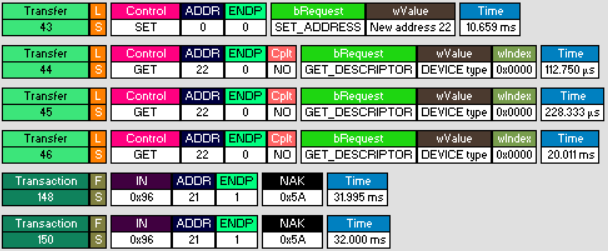 Transfer L Control ADDR ENDP bRequest wValue Time
43 S SET 0 0 SET_ADDRESS New address 22 10.659 ms
Transfer L Control ADDR ENDP Cplt bRequest wValue wIndex Time
44 S GET 22 0 NO GET_DESCRIPTOR DEVICE type 0x0000 112.750 µs
Transfer L Control ADDR ENDP Cplt bRequest wValue wIndex Time
45 S GET 22 0 NO GET_DESCRIPTOR DEVICE type 0x0000 228.333 µs
Transfer L Control ADDR ENDP Cplt bRequest wValue wIndex Time
46 S GET 22 0 NO GET_DESCRIPTOR DEVICE type 0x0000 20.011 ms
Transaction F IN ADDR ENDP NAK Time
148 S 0x96 21 1 0x5A 31.995 ms
Transaction F IN ADDR ENDP NAK Time
150 S 0x96 21 1 0x5A 32.000 ms